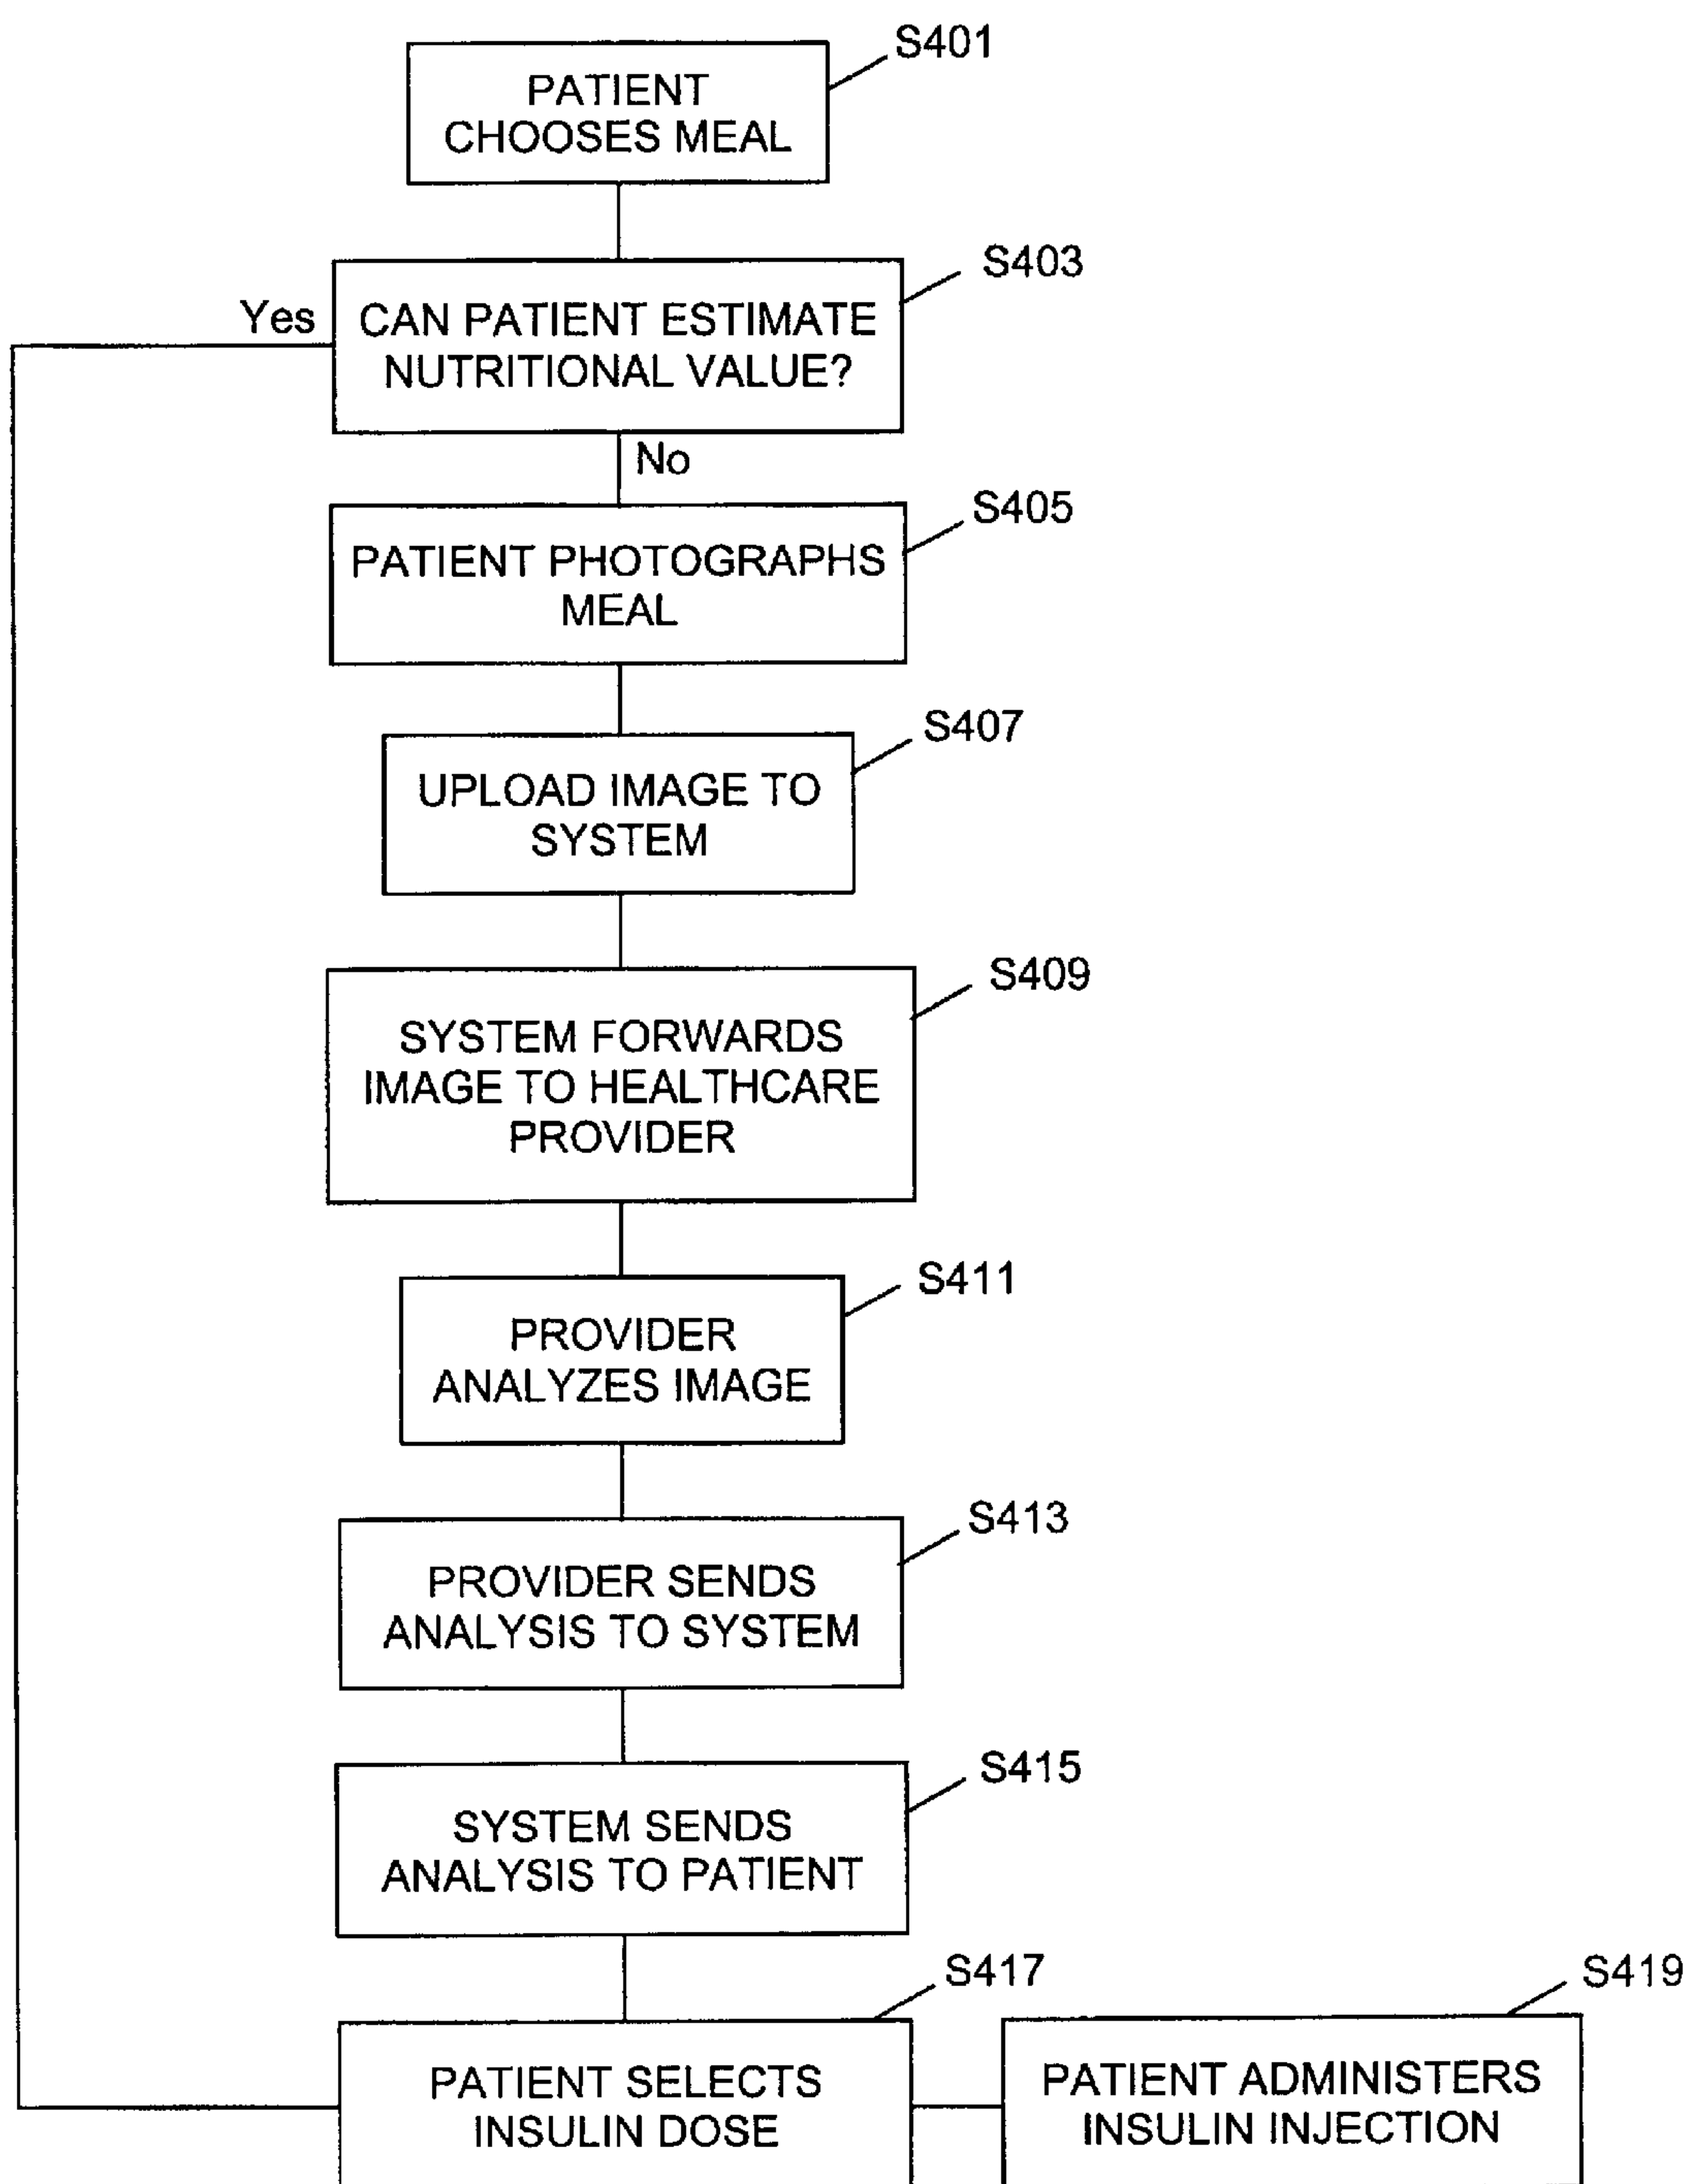 S401
PATIENT
CHOOSES MEAL
S403
Yes
CAN PATIENT ESTIMATE
NUTRITIONAL VALUE?
No
S405
PATIENT PHOTOGRAPHS
MEAL
S407
UPLOAD IMAGE TO
SYSTEM
S409
SYSTEM FORWARDS
IMAGE TO HEALTHCARE
PROVIDER
S411
PROVIDER
ANALYZES IMAGE
S413
PROVIDER SENDS
ANALYSIS TO SYSTEM
S415
SYSTEM SENDS
ANALYSIS TO PATIENT
S417
PATIENT SELECTS
INSULIN DOSE
S419
PATIENT ADMINISTERS
INSULIN INJECTION